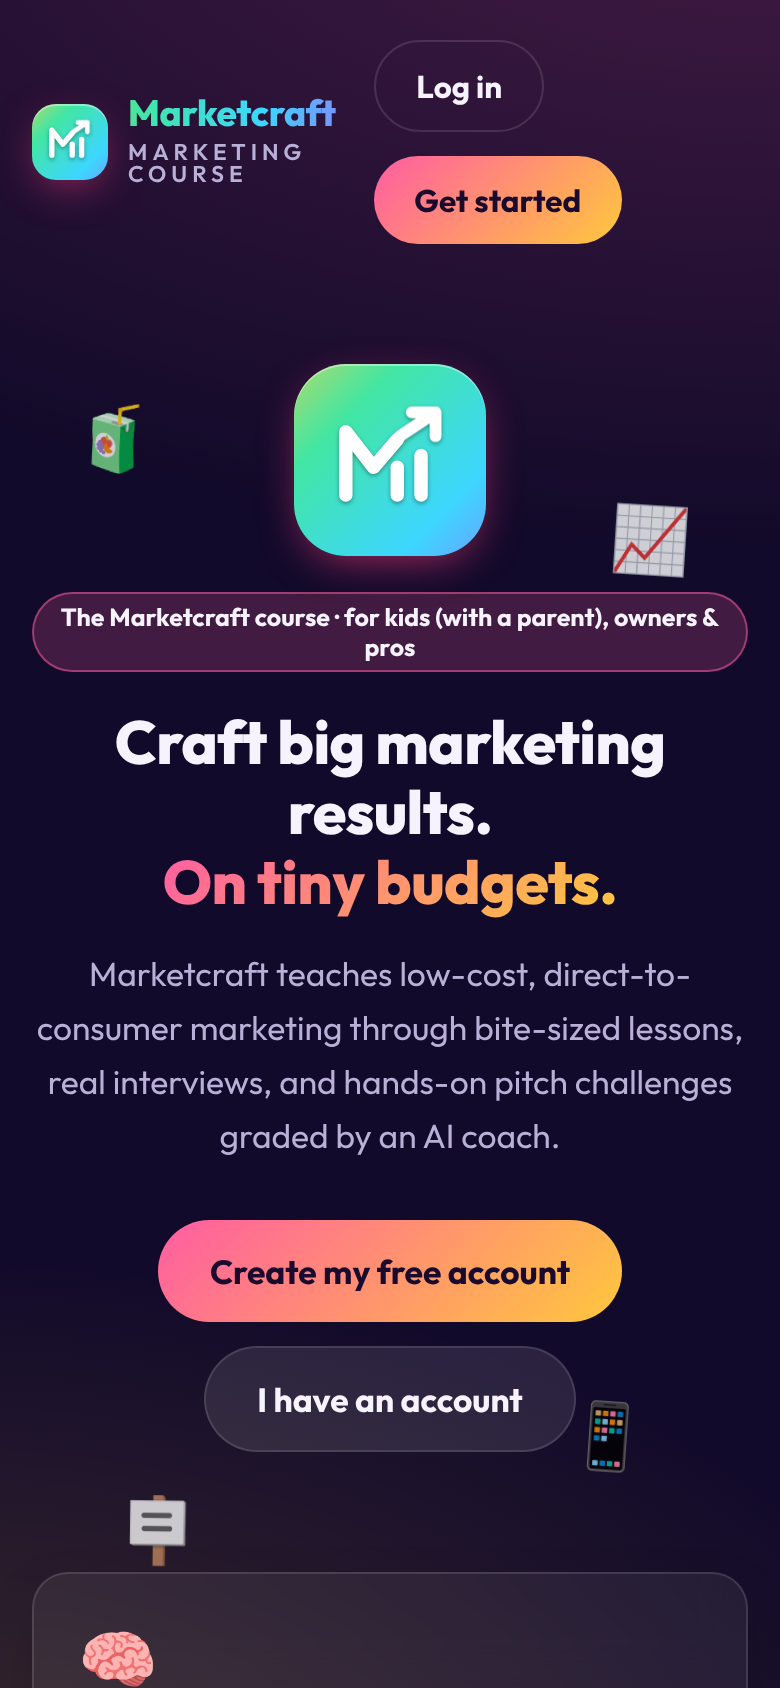 Marketcraft
MARKETING
COURSE
Log in
Get started
The Marketcraft course · for kids (with a parent), owners &
pros
Craft big marketing
results.
On tiny budgets.
Marketcraft teaches low-cost, direct-to-
consumer marketing through bite-sized lessons,
real interviews, and hands-on pitch challenges
graded by an AI coach.
Create my free account
I have an account